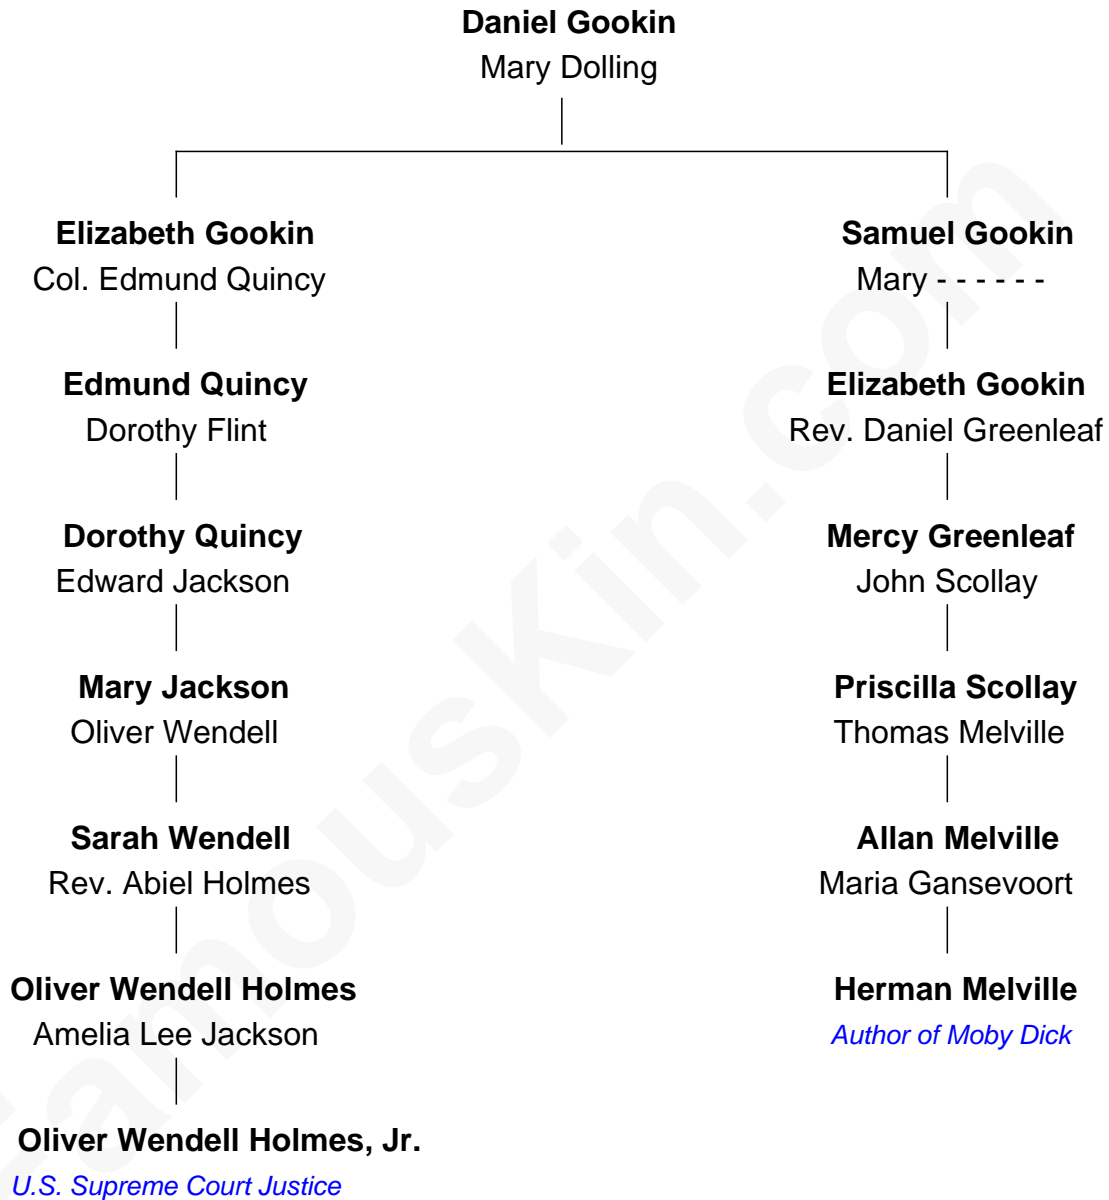 Daniel Gookin
Mary Dolling
Elizabeth Gookin
Col. Edmund Quincy
Samuel Gookin
Mary - - - - - -
Edmund Quincy
Dorothy Flint
Elizabeth Gookin
Rev. Daniel Greenleaf
Dorothy Quincy
Edward Jackson
Mercy Greenleaf
John Scollay
Mary Jackson
Oliver Wendell
Priscilla Scollay
Thomas Melville
Sarah Wendell
Rev. Abiel Holmes
Allan Melville
Maria Gansevoort
Oliver Wendell Holmes
Amelia Lee Jackson
Herman Melville
Author of Moby Dick
Oliver Wendell Holmes, Jr.
U.S. Supreme Court Justice
FamousKin.com